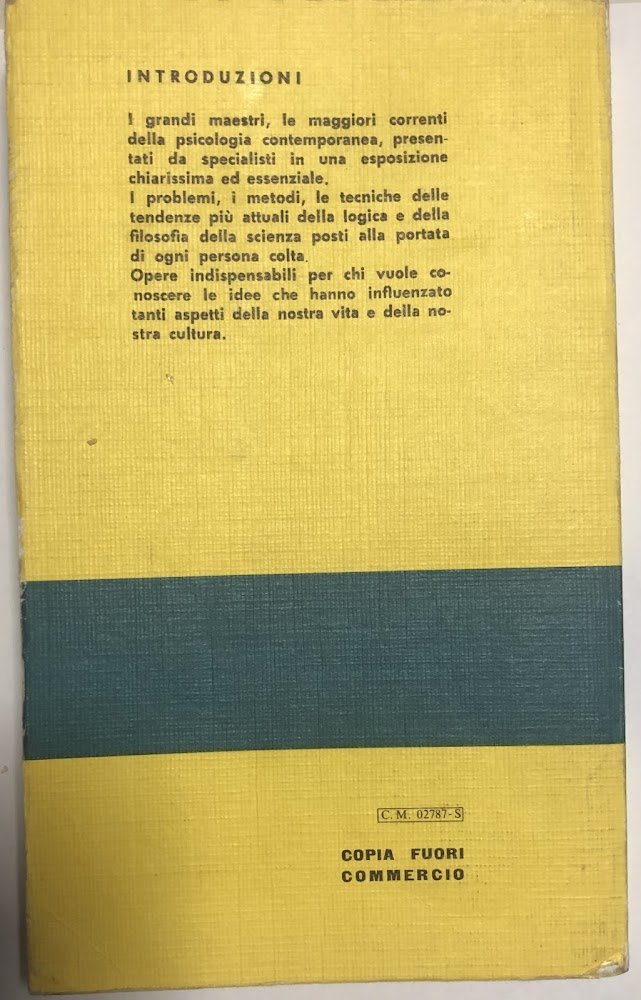 INTRODUZIONI
I grandi maestri, le maggiori correnti
della psicologia contemporanea, presen-
tati da specialisti in una esposizione
chiarissima ed essenziale.
I problemi, i metodi, le tecniche delle
tendenze più attuali della logica e della
filosofia della scienza posti alla portata
di ogni persona colta.
Opere indispensabili per chi vuole co-
noscere le idee che hanno influenzato
tanti aspetti della nostra vita e della no-
stra cultura.
C. M. 02787-S
COPIA FUORI
COMMERCIO